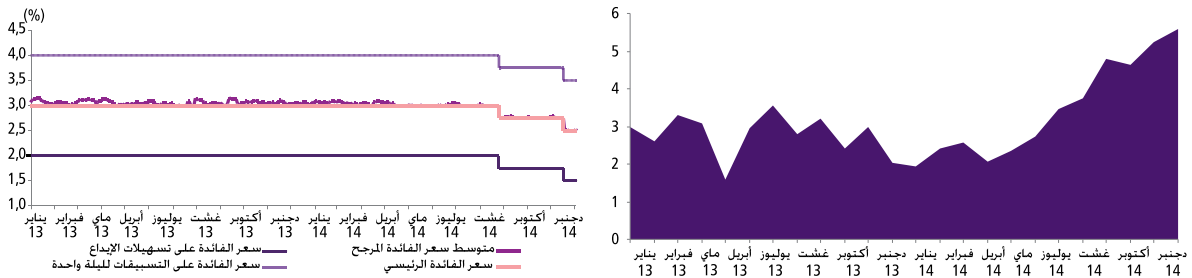 (%)
4,5
4,0
3,5
3,0
2,5
2,0
1,5
1,0
يناير 13
فبراير 13
ماي 13
أبريل 13
يوليوز 13
غشت 13
أكتوبر 13
دجنبر 13
يناير 14
فبراير 14
ماي 14
أبريل 14
يوليوز 14
غشت 14
أكتوبر 14
دجنبر 14
متوسط سعر الفائدة المرجح
سعر الفائدة على تسهيلات الإيداع
سعر الفائدة الرئيسي
سعر الفائدة على التسبيقات لليلة واحدة
6
5
4
3
2
1
0
يناير 13
فبراير 13
ماي 13
أبريل 13
يوليوز 13
غشت 13
أكتوبر 13
دجنبر 13
يناير 14
فبراير 14
أبريل 14
ماي 14
يوليوز 14
غشت 14
أكتوبر 14
دجنبر 14